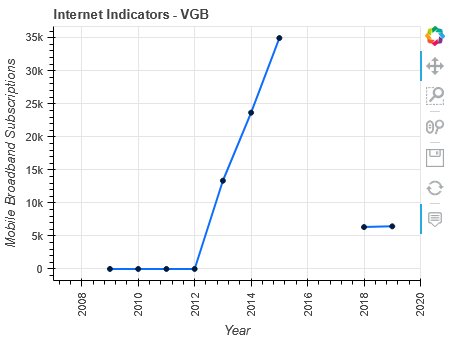 Internet Indicators - VGB
Mobile Broadband Subscriptions
35k
30k
25k
20k
15k
10k
5k
0
2008
2010
2012
2014
2016
2018
2020
Year